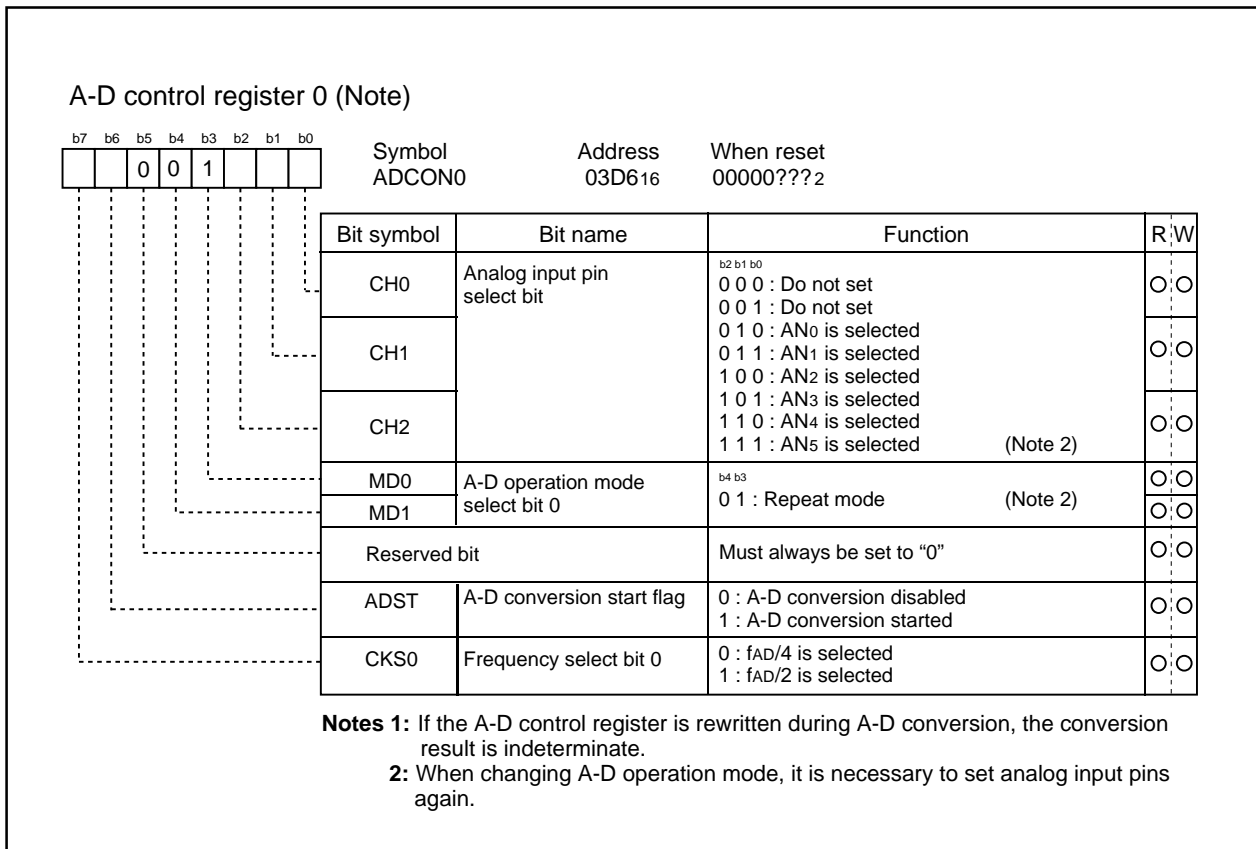 A-D control register 0 (Note)
b7 b6 b5 b4 b3 b2 b1 b0
0 0 1
Symbol Address When reset
ADCON0 03D616 00000???2
Bit symbol Bit name Function R W
CH0 Analog input pin
select bit
b2 b1 b0
0 0 0 : Do not set
0 0 1 : Do not set
0 1 0 : AN0 is selected
0 1 1 : AN1 is selected
1 0 0 : AN2 is selected
1 0 1 : AN3 is selected
1 1 0 : AN4 is selected
1 1 1 : AN5 is selected (Note 2)
CH1
CH2
MD0
MD1
A-D operation mode
select bit 0
b4 b3
0 1 : Repeat mode (Note 2)
Reserved bit Must always be set to “0”
ADST A-D conversion start flag 0 : A-D conversion disabled
1 : A-D conversion started
CKS0 Frequency select bit 0 0 : fAD/4 is selected
1 : fAD/2 is selected
Notes 1: If the A-D control register is rewritten during A-D conversion, the conversion
result is indeterminate.
2: When changing A-D operation mode, it is necessary to set analog input pins
again.